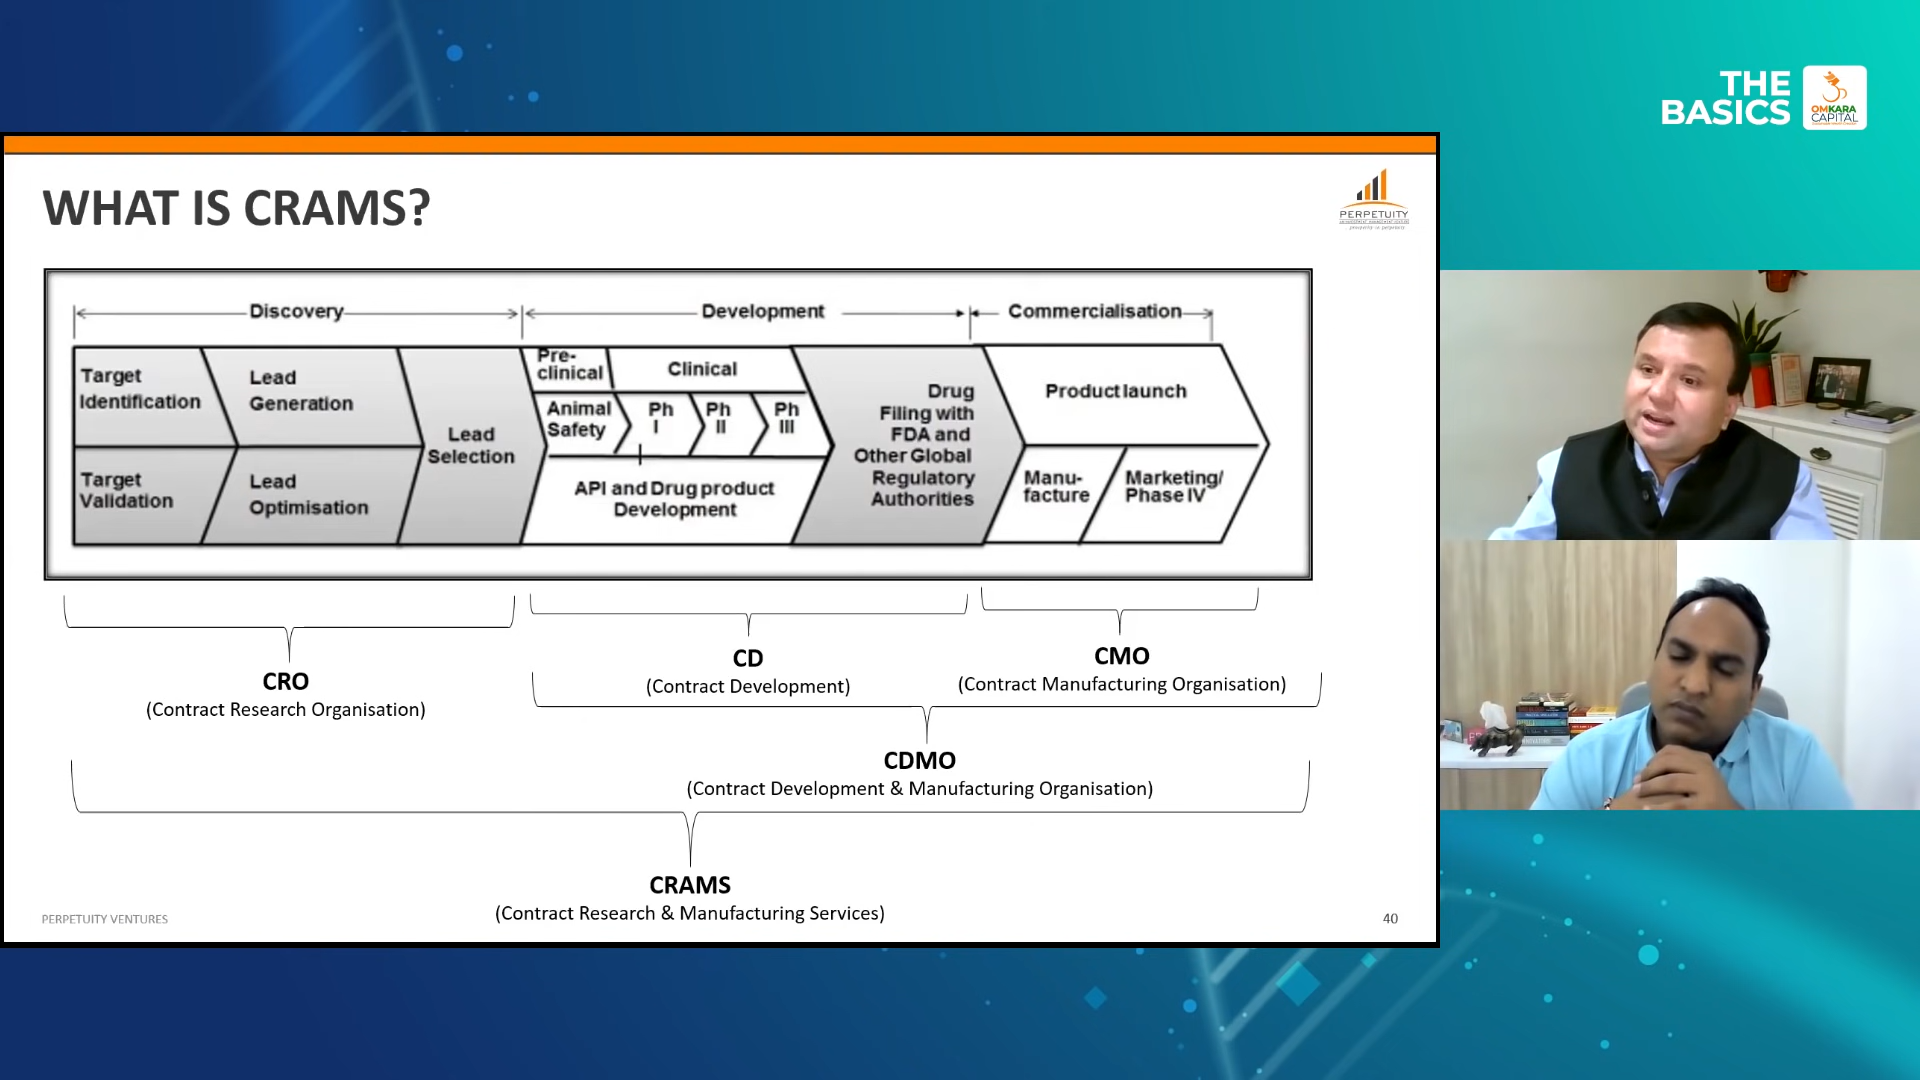 THE
BASICS
OMKARA
CAPITAL
WHAT IS CRAMS?
PERPETUITY
prosperity in perpetuity
Discovery
Development
Commercialisation
Target
Identification
Lead
Generation
Target
Validation
Lead
Optimisation
Lead
Selection
Pre-
clinical
Clinical
Animal
Safety
Ph
I
Ph
II
Ph
III
API and Drug product
Development
Drug
Filing with
FDA and
Other Global
Regulatory
Authorities
Product launch
Manu-
facture
Marketing/
Phase IV
CRO
(Contract Research Organisation)
CD
(Contract Development)
CMO
(Contract Manufacturing Organisation)
CDMO
(Contract Development & Manufacturing Organisation)
CRAMS
(Contract Research & Manufacturing Services)
PERPETUITY VENTURES
40